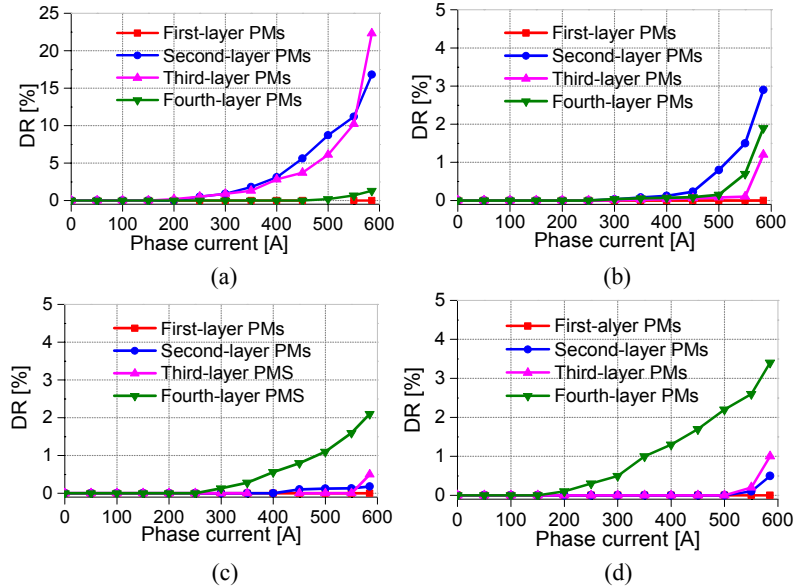 25
20
15
10
5
0
DR [%]
First-layer PMs
Second-layer PMs
Third-layer PMs
Fourth-layer PMs
0 100 200 300 400 500 600
Phase current [A]
(a)
5
4
3
2
1
0
DR [%]
First-layer PMs
Second-layer PMs
Third-layer PMs
Fourth-layer PMs
0 100 200 300 400 500 600
Phase current [A]
(b)
5
4
3
2
1
0
DR [%]
First-layer PMs
Second-layer PMs
Third-layer PMS
Fourth-layer PMS
0 100 200 300 400 500 600
Phase current [A]
(c)
5
4
3
2
1
0
DR [%]
First-alyer PMs
Second-layer PMs
Third-layer PMs
Fourth-layer PMs
0 100 200 300 400 500 600
Phase current [A]
(d)